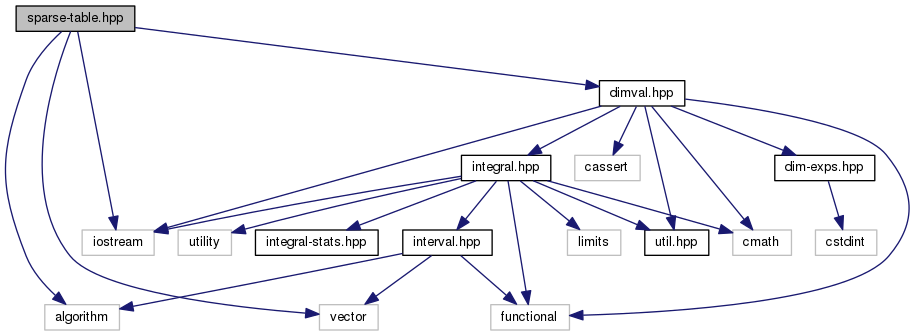 sparse-table.hpp
dimval.hpp
integral.hpp
cassert
dim-exps.hpp
iostream
utility
integral-stats.hpp
interval.hpp
limits
util.hpp
cmath
cstdint
algorithm
vector
functional